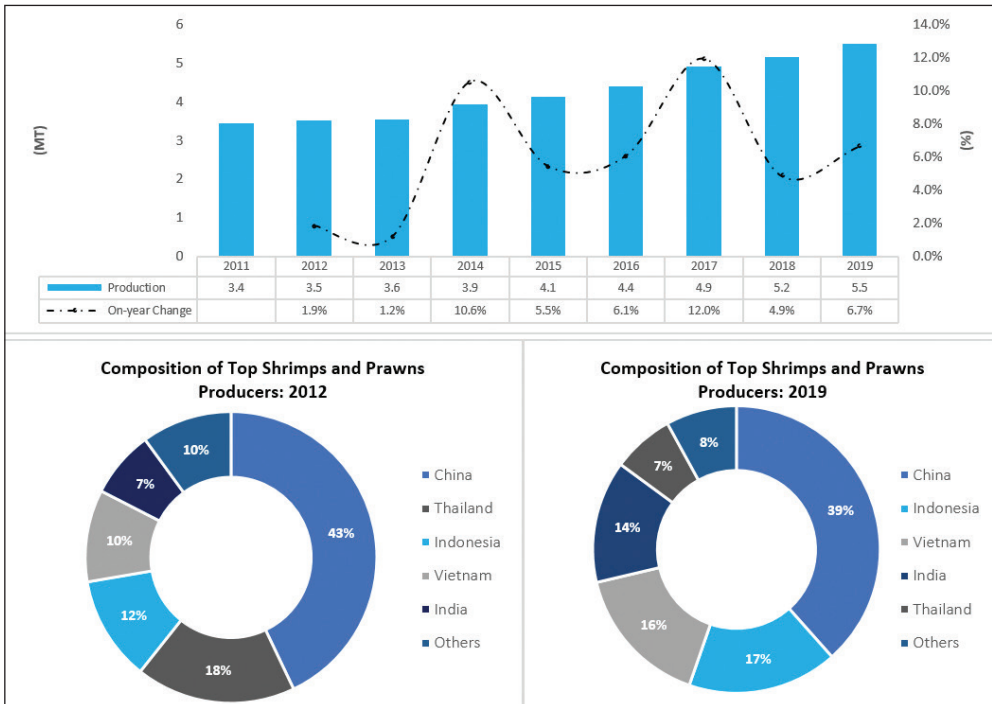 6 14.0%
5 12.0%
4 10.0%
3 8.0%
2 6.0%
1 4.0%
0 2.0%
0.0%
(MT)
(%)
2011 2012 2013 2014 2015 2016 2017 2018 2019
Production 3.4 3.5 3.6 3.9 4.1 4.4 4.9 5.2 5.5
On-year Change 1.9% 1.2% 10.6% 5.5% 6.1% 12.0% 4.9% 6.7%
Composition of Top Shrimps and Prawns
Producers: 2012
10%
7%
10%
12%
18%
43%
China
Thailand
Indonesia
Vietnam
India
Others
Composition of Top Shrimps and Prawns
Producers: 2019
8%
7%
14%
16%
17%
39%
China
Indonesia
Vietnam
India
Thailand
Others